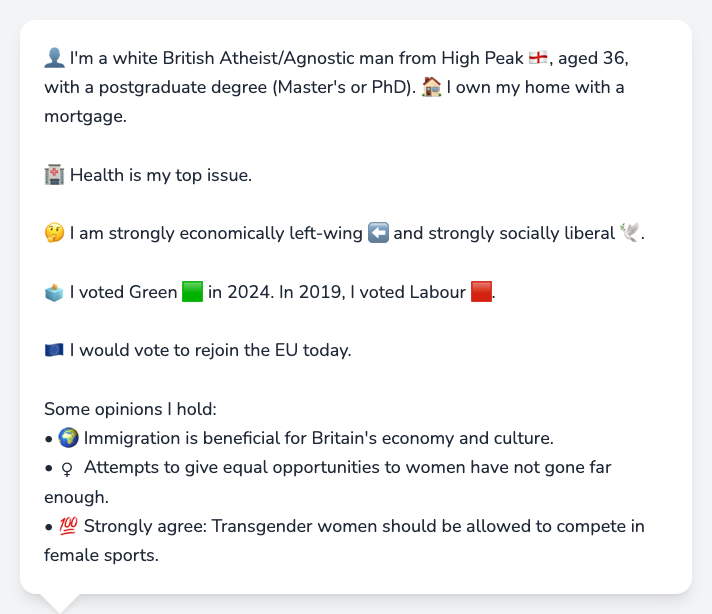 👤 I'm a white British Atheist/Agnostic man from High Peak 🏴󠁧󠁢󠁥󠁮󠁧󠁿, aged 36,
with a postgraduate degree (Master's or PhD). 🏠 I own my home with a
mortgage.
🏥 Health is my top issue.
🤔 I am strongly economically left-wing ⬅️ and strongly socially liberal 🕊️.
🗳️ I voted Green 🟩 in 2024. In 2019, I voted Labour 🟥.
🇪🇺 I would vote to rejoin the EU today.
Some opinions I hold:
• 🌍 Immigration is beneficial for Britain's economy and culture.
• ♀ Attempts to give equal opportunities to women have not gone far
enough.
• 💯 Strongly agree: Transgender women should be allowed to compete in
female sports.